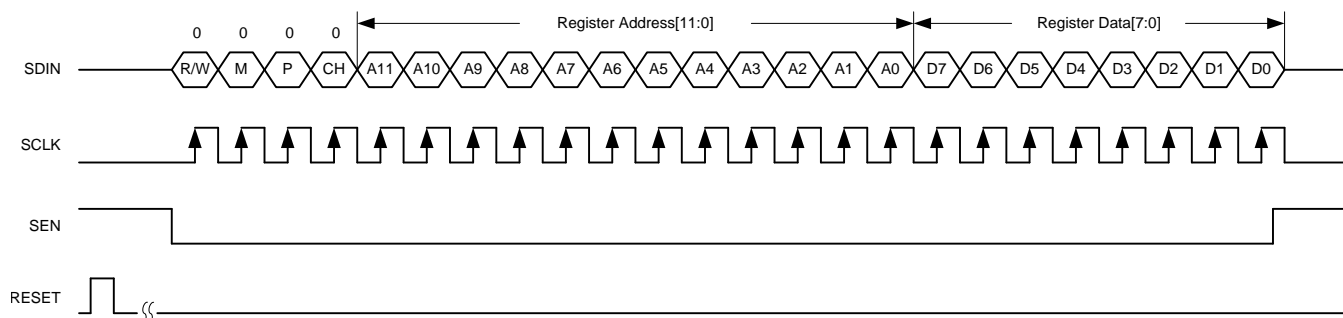 0 0 0 0 Register Address[11:0] Register Data[7:0]
SDIN R/W M P CH A11 A10 A9 A8 A7 A6 A5 A4 A3 A2 A1 A0 D7 D6 D5 D4 D3 D2 D1 D0
SCLK
SEN
RESET